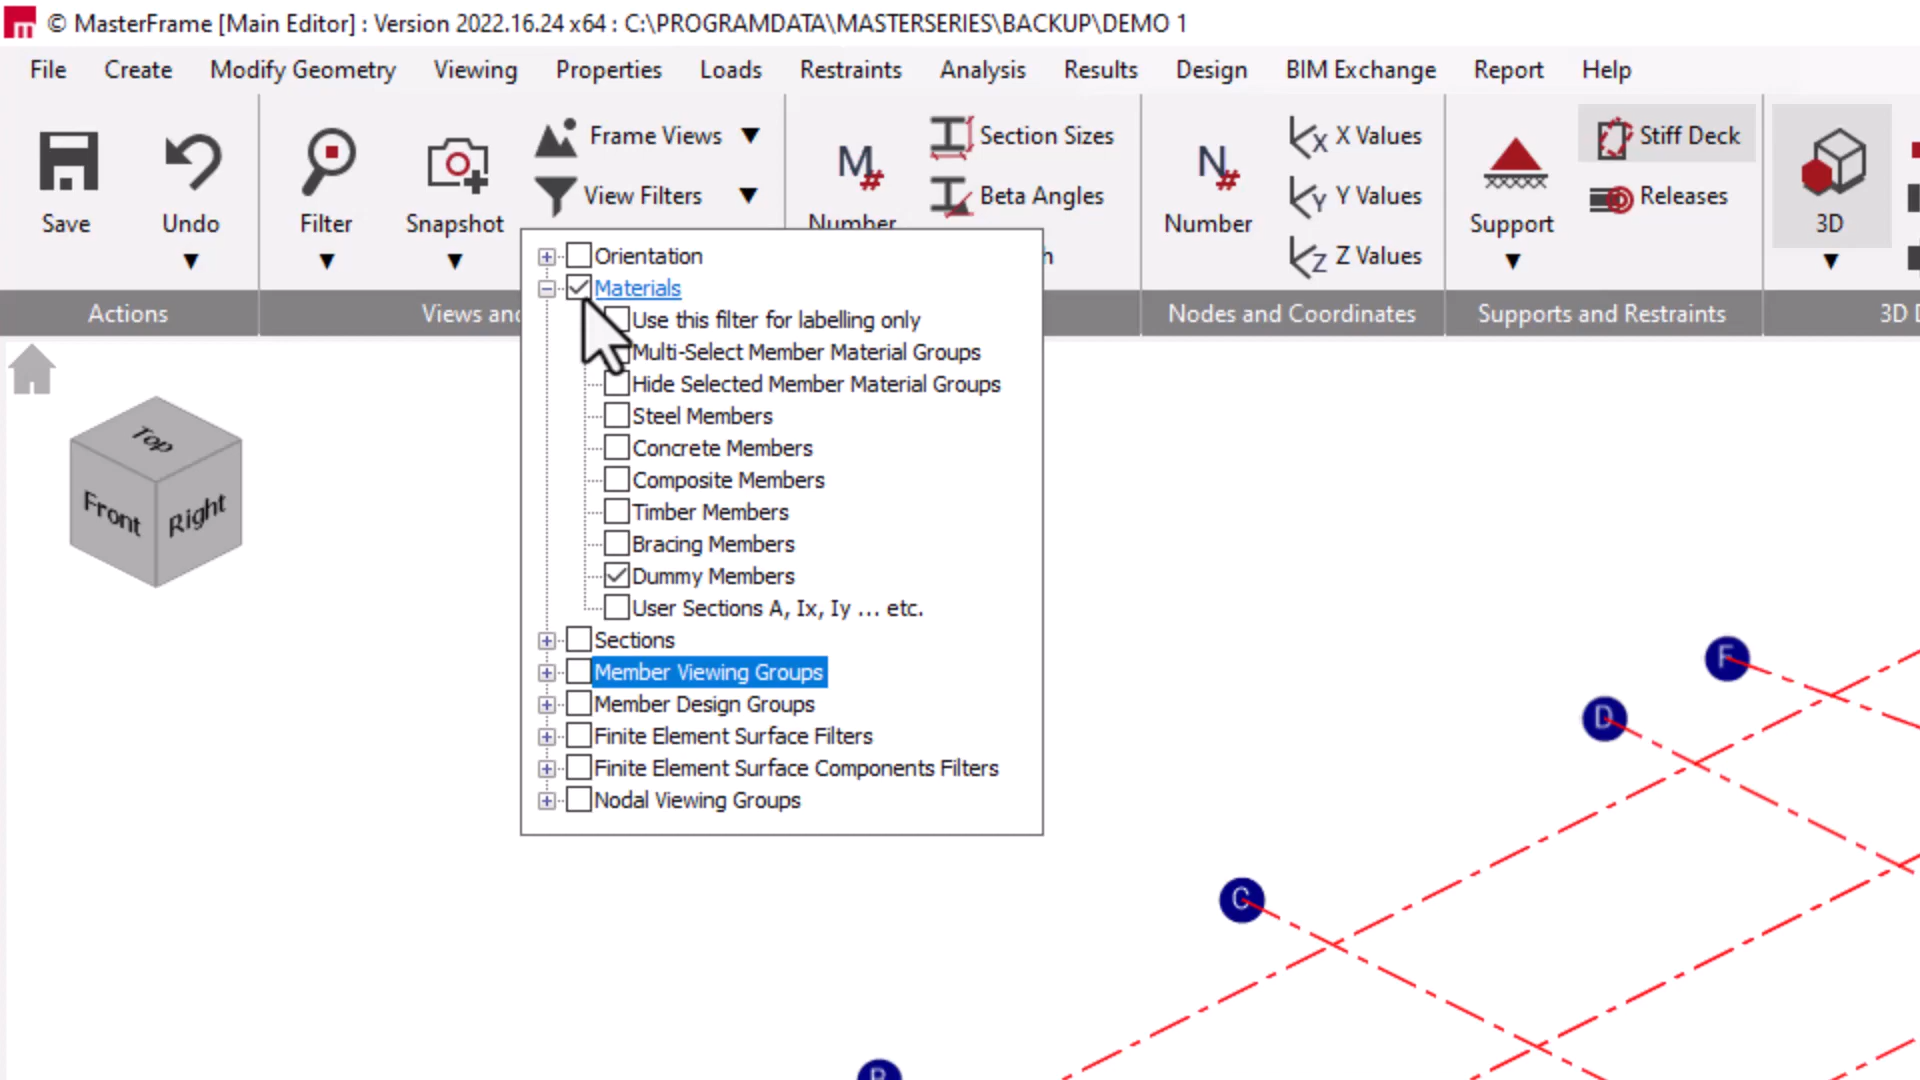 © MasterFrame [Main Editor] : Version 2022.16.24 x64 : C:\PROGRAMDATA\MASTERSERIES\BACKUP\DEMO 1
File Create Modify Geometry Viewing Properties Loads Restraints Analysis Results Design BIM Exchange Report Help
Save
Undo
Filter
Snapshot
Frame Views
View Filters
Number
Section Sizes
Beta Angles
h
Number
X X Values
Y Y Values
Z Z Values
Support
Stiff Deck
Releases
3D
Actions
Views and
Nodes and Coordinates
Supports and Restraints
3D
Orientation
Materials
Use this filter for labelling only
Multi-Select Member Material Groups
Hide Selected Member Material Groups
Steel Members
Concrete Members
Composite Members
Timber Members
Bracing Members
Dummy Members
User Sections A, Ix, Iy ... etc.
Sections
Member Viewing Groups
Member Design Groups
Finite Element Surface Filters
Finite Element Surface Components Filters
Nodal Viewing Groups
Top
Front
Right
F
D
C